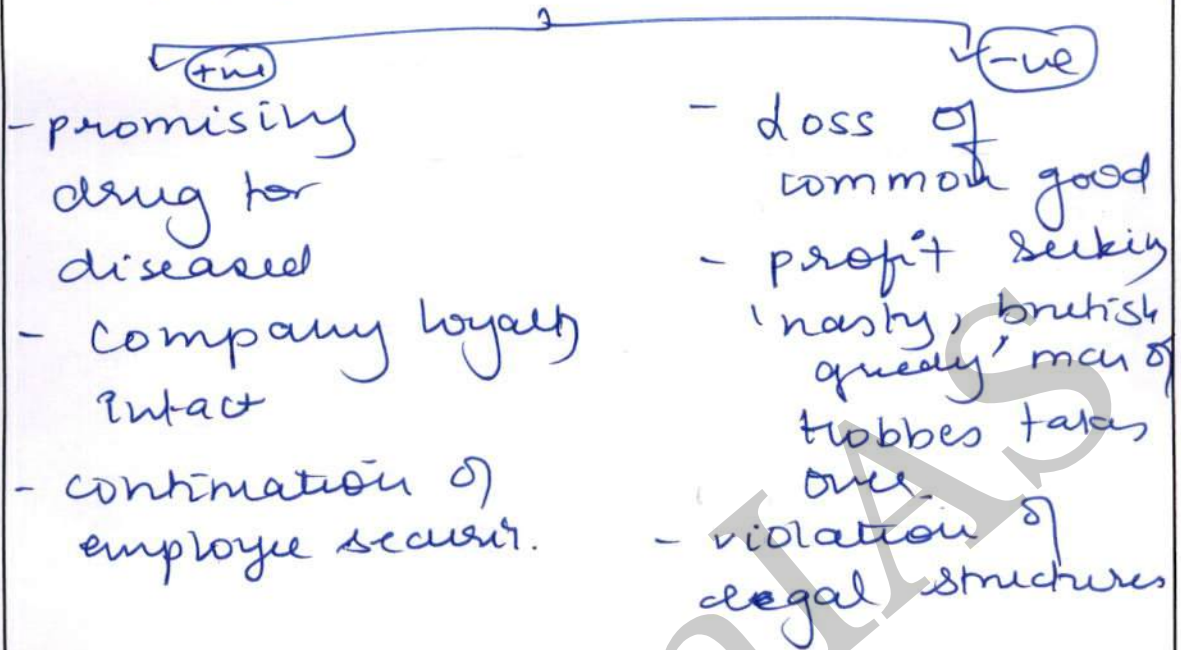 +ve
- promising
drug for
diseased
- company loyalty
intact
- continuation of
employee security.
-ve
- loss of
common good
- profit seeking
'nasty, brutish
greedy' man of
Hobbes takes
over
- violation of
legal structures
IAS